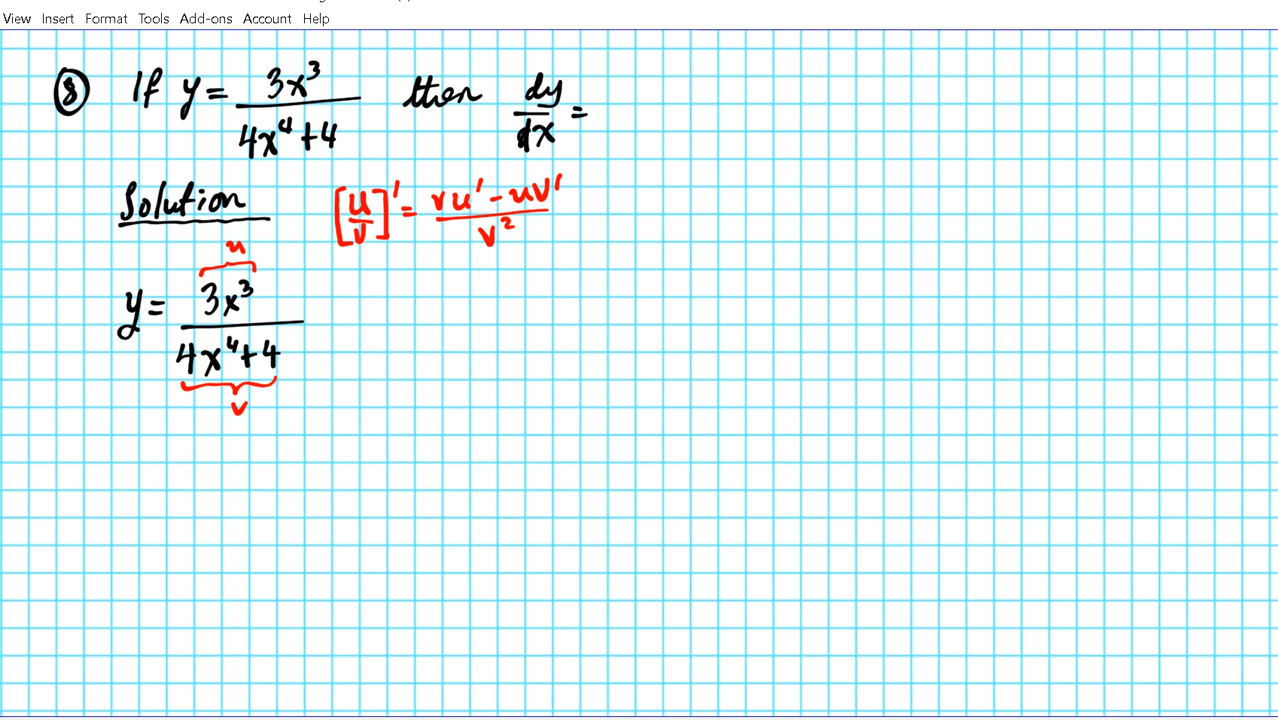 View Insert Format Tools Add-ons Account Help
⑧ If y = 3x³/(4x⁴+4) then dy/dx =
Solution [u/v]' = (vu' - uv')/v²
u
y = 3x³/(4x⁴+4)
v